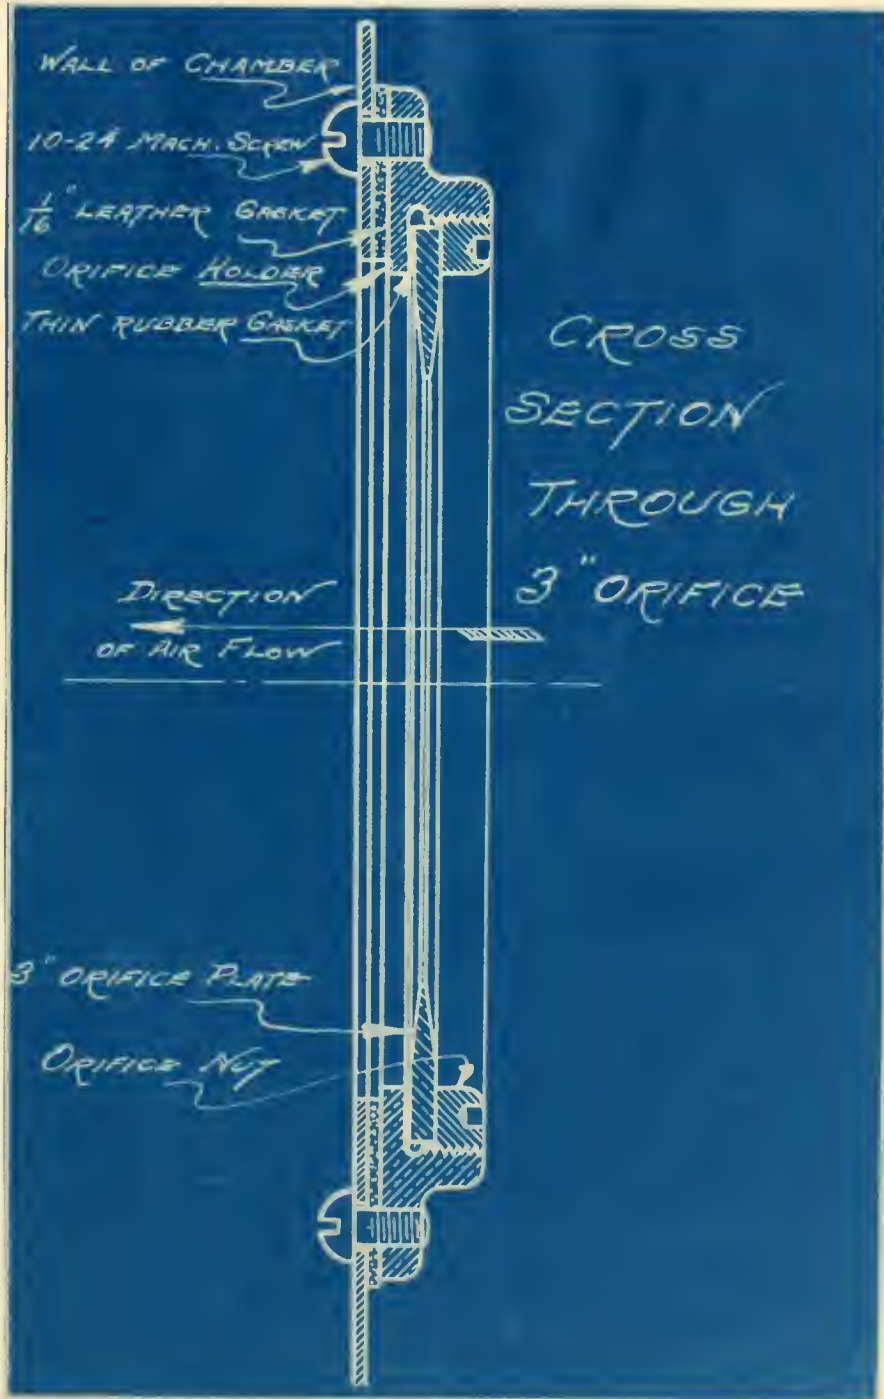 WALL OF CHAMBER
10-24 MACH. SCREW
1/16" LEATHER GASKET
ORIFICE HOLDER
THIN RUBBER GASKET
CROSS
SECTION
THROUGH
3" ORIFICE
DIRECTION
OF AIR FLOW
3" ORIFICE PLATE
ORIFICE NUT